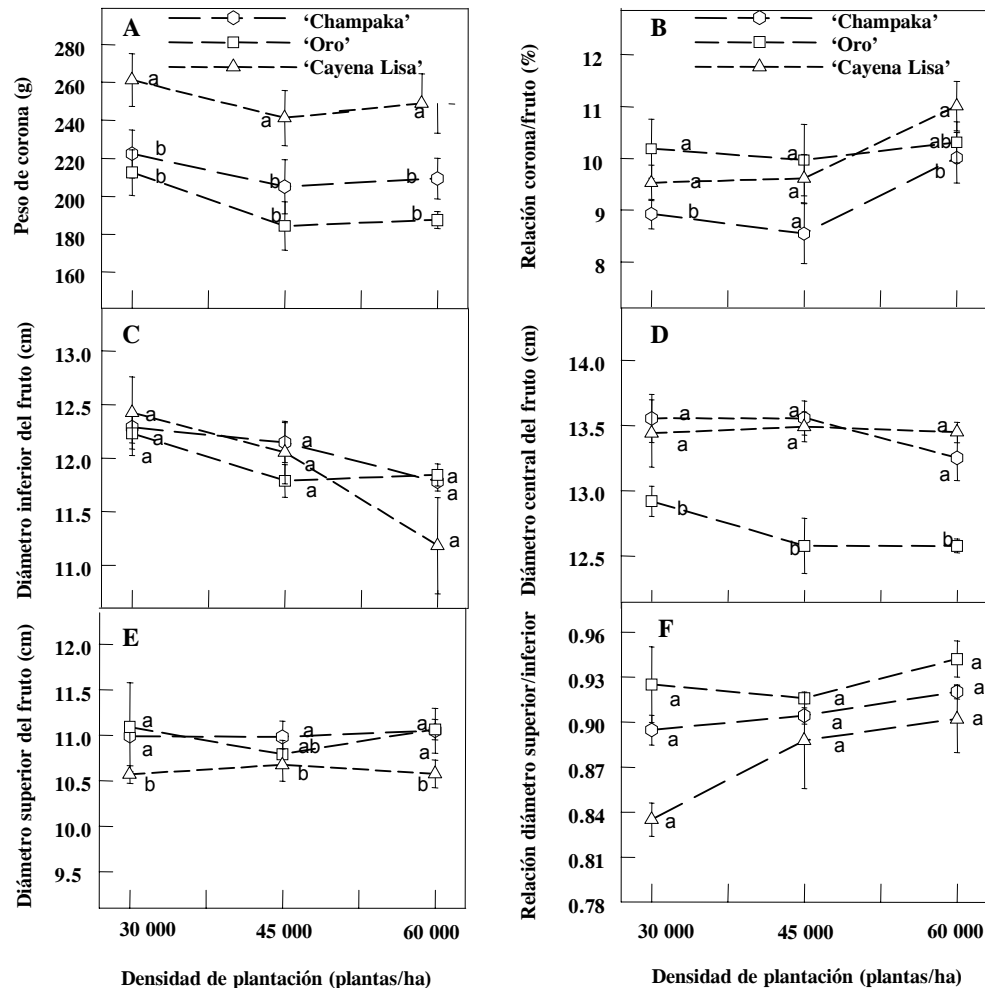 A
'Champaka'
'Oro'
'Cayena Lisa'
Peso de corona (g)
280
260
240
220
200
180
160
a
a
a
b
b
b
b
b
b
B
'Champaka'
'Oro'
'Cayena Lisa'
Relación corona/fruto (%)
12
11
10
9
8
a
a
b
a
a
a
a
ab
b
C
Diámetro inferior del fruto (cm)
13.0
12.5
12.0
11.5
11.0
a
a
a
a
a
a
a
a
a
D
Diámetro central del fruto (cm)
14.0
13.5
13.0
12.5
a
a
b
a
a
b
a
a
b
E
Diámetro superior del fruto (cm)
12.0
11.5
11.0
10.5
10.0
9.5
a
a
b
a
ab
b
a
a
b
30 000
45 000
60 000
Densidad de plantación (plantas/ha)
F
Relación diámetro superior/inferior
0.96
0.93
0.90
0.87
0.84
0.81
0.78
a
a
a
a
a
a
a
a
a
30 000
45 000
60 000
Densidad de plantación (plantas/ha)